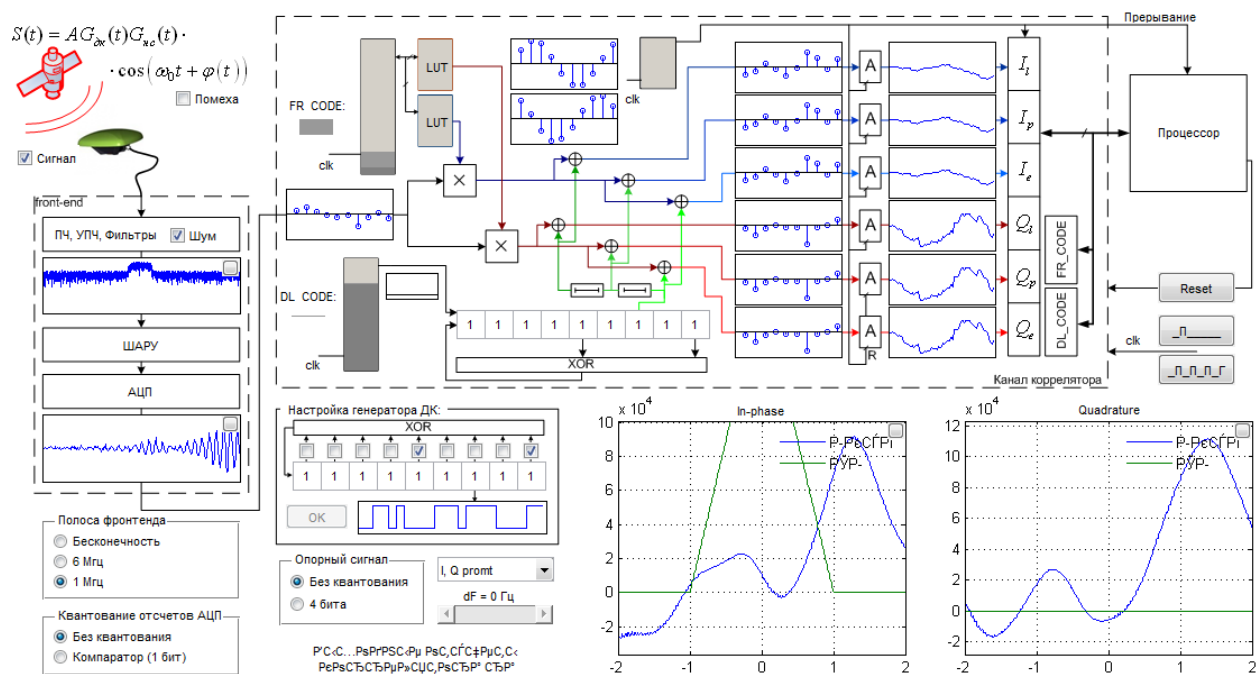 S(t) = AG_{дк}(t)G_{нс}(t) ·
· cos(ω₀t + φ(t))
Помеха
Сигнал
front-end
ПЧ, УПЧ, Фильтры
Шум
ШАРУ
АЦП
FR CODE:
clk
LUT
LUT
clk
×
×
DL CODE:
clk
1 1 1 1 1 1 1 1 1
XOR
A
A
A
A
A
A
R
I_l
I_p
I_e
Q_l
Q_p
Q_e
FR_CODE
DL_CODE
Прерывание
Процессор
Reset
_П_____
clk
_П_П_П_Г
Канал коррелятора
Настройка генератора ДК:
XOR
1 1 1 1 1 1 1 1 1
OK
Полоса фронтенда
Бесконечность
6 Мгц
1 Мгц
Квантование отсчетов АЦП
Без квантования
Компаратор (1 бит)
Опорный сигнал
Без квантования
4 бита
I, Q promt
dF = 0 Гц
x 10⁴
In-phase
10
8
6
4
2
0
-2
-2 -1 0 1 2
x 10⁴
Quadrature
12
10
8
6
4
2
0
-2
-2 -1 0 1 2